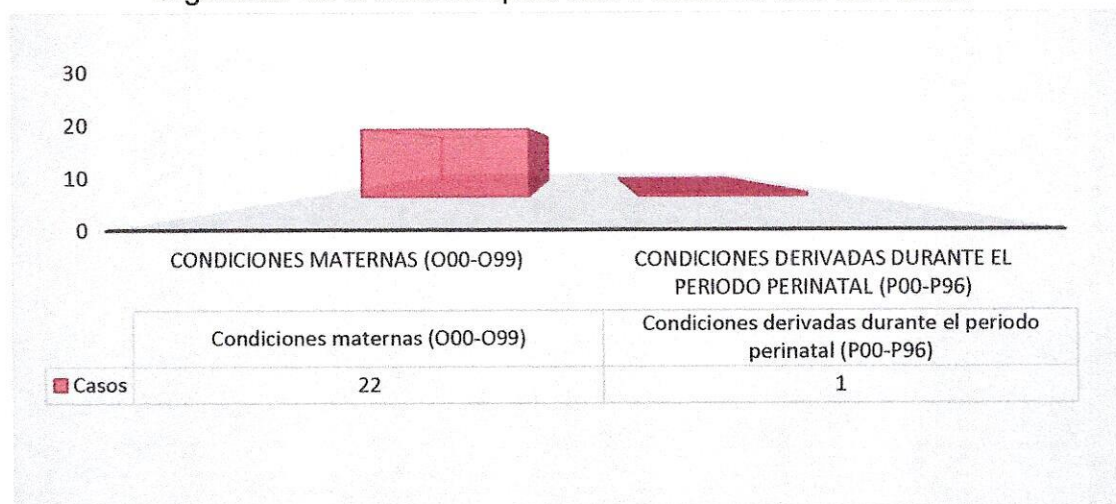 30
20
10
0
CONDICIONES MATERNAS (O00-O99)
CONDICIONES DERIVADAS DURANTE EL
PERIODO PERINATAL (P00-P96)
Condiciones maternas (O00-O99)
Condiciones derivadas durante el periodo
perinatal (P00-P96)
Casos 22 1